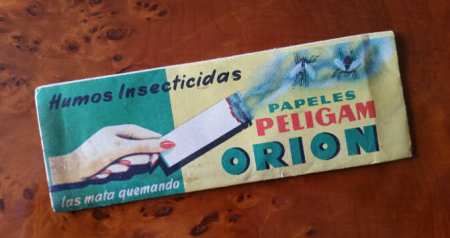 Humos Insecticidas
PAPELES
PELIGAM
ORION
las mata quemando